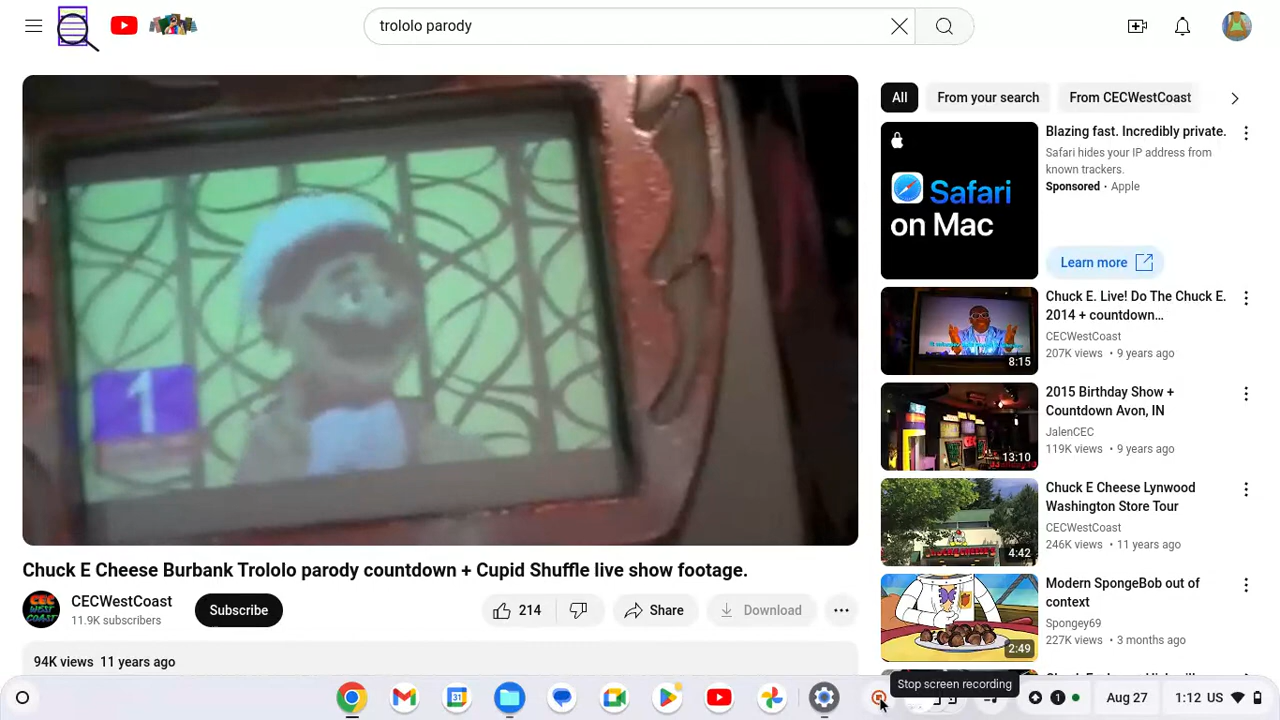 trololo parody
All
From your search
From CECWestCoast
1
Chuck E Cheese Burbank Trololo parody countdown + Cupid Shuffle live show footage.
CEC WEST COAST
CECWestCoast
11.9K subscribers
Subscribe
214
Share
Download
94K views 11 years ago
Safari on Mac
Blazing fast. Incredibly private.
Safari hides your IP address from
known trackers.
Sponsored • Apple
Learn more
8:15
Chuck E. Live! Do The Chuck E.
2014 + countdown…
CECWestCoast
207K views • 9 years ago
13:10
2015 Birthday Show +
Countdown Avon, IN
JalenCEC
119K views • 9 years ago
4:42
Chuck E Cheese Lynwood
Washington Store Tour
CECWestCoast
246K views • 11 years ago
2:49
Modern SpongeBob out of
context
Spongey69
227K views • 3 months ago
Stop screen recording
31
1
Aug 27
1:12 US